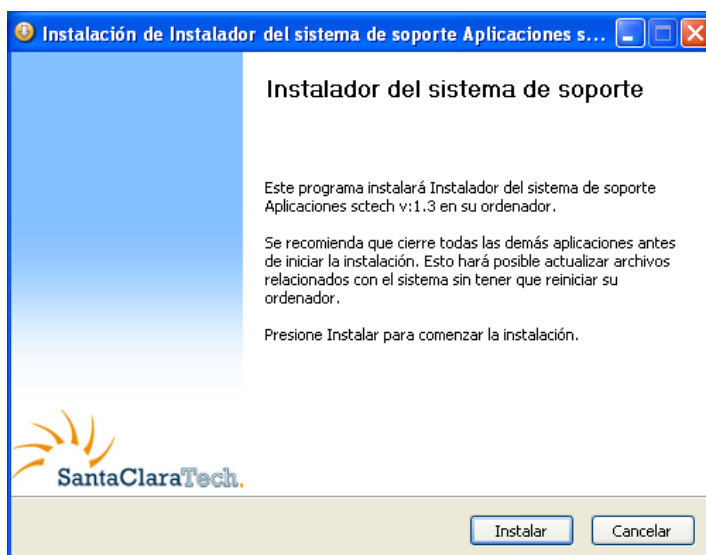 Instalación de Instalador del sistema de soporte Aplicaciones s...
Instalador del sistema de soporte
Este programa instalará Instalador del sistema de soporte
Aplicaciones sctech v:1.3 en su ordenador.
Se recomienda que cierre todas las demás aplicaciones antes
de iniciar la instalación. Esto hará posible actualizar archivos
relacionados con el sistema sin tener que reiniciar su
ordenador.
Presione Instalar para comenzar la instalación.
SantaClaraTech.
Instalar
Cancelar